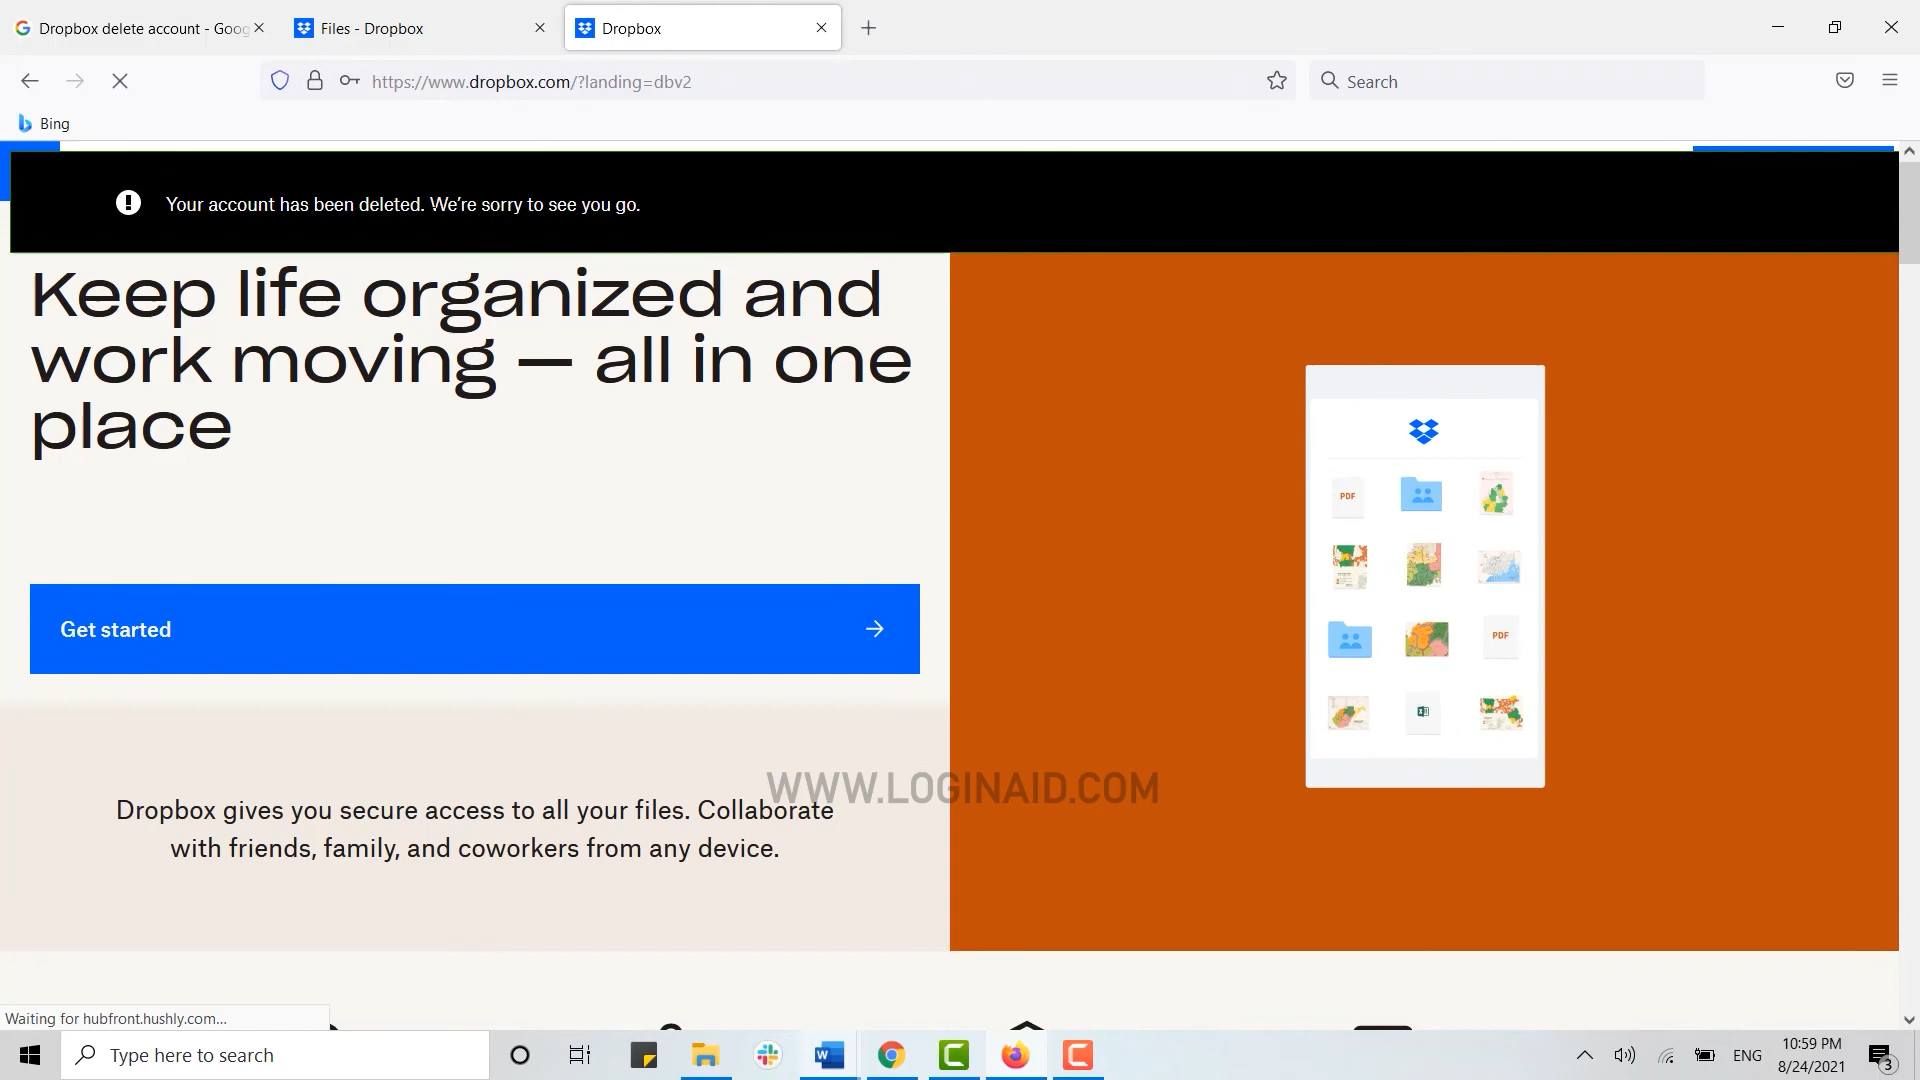 Dropbox delete account - Goog
Files - Dropbox
Dropbox
https://www.dropbox.com/?landing=dbv2
Search
Bing
Your account has been deleted. We're sorry to see you go.
Keep life organized and
work moving — all in one
place
Get started
PDF
PDF
Dropbox gives you secure access to all your files. Collaborate
with friends, family, and coworkers from any device.
WWW.LOGINAID.COM
Waiting for hubfront.hushly.com...
Type here to search
ENG
10:59 PM
8/24/2021
3